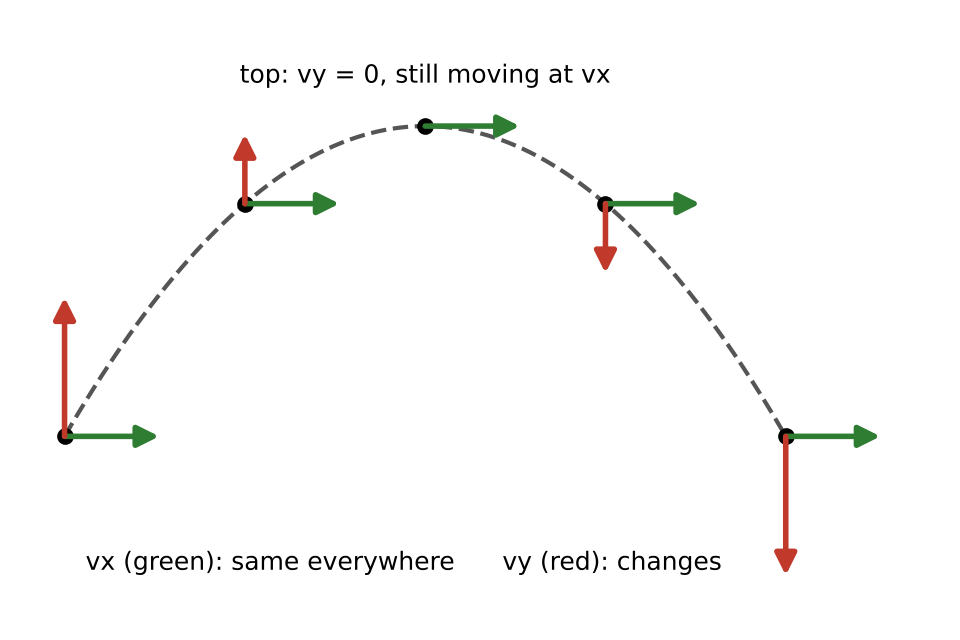 top: vy = 0, still moving at vx
vx (green): same everywhere vy (red): changes